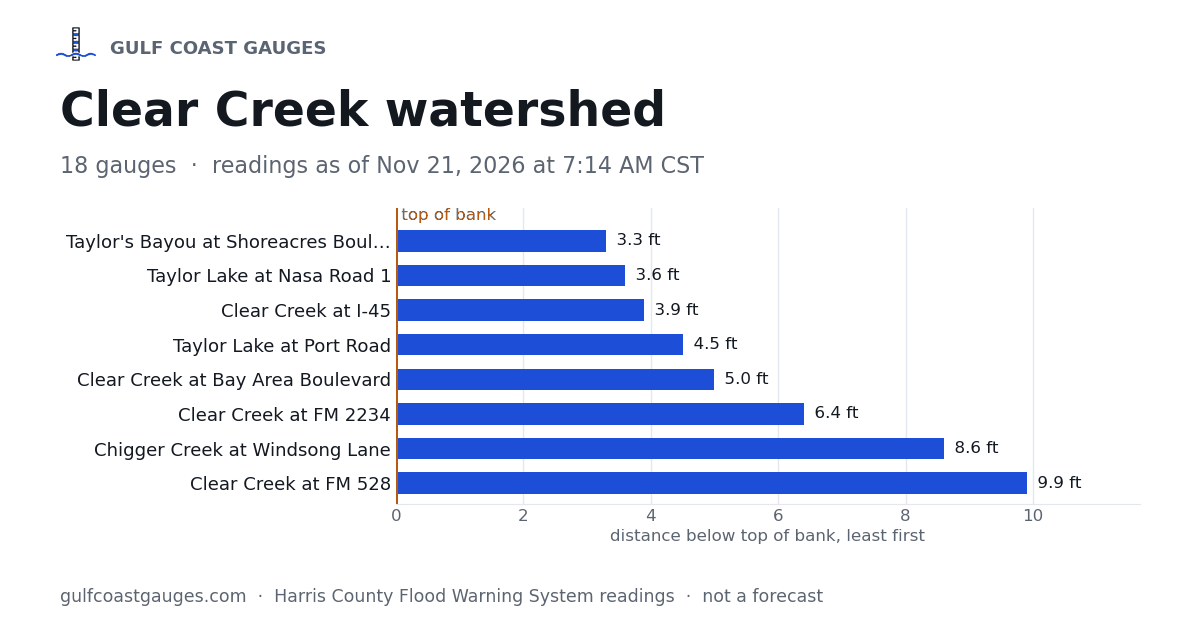 GULF COAST GAUGES
Clear Creek watershed
18 gauges · readings as of Nov 21, 2026 at 7:14 AM CST
top of bank
Taylor's Bayou at Shoreacres Boul... 3.3 ft
Taylor Lake at Nasa Road 1 3.6 ft
Clear Creek at I-45 3.9 ft
Taylor Lake at Port Road 4.5 ft
Clear Creek at Bay Area Boulevard 5.0 ft
Clear Creek at FM 2234 6.4 ft
Chigger Creek at Windsong Lane 8.6 ft
Clear Creek at FM 528 9.9 ft
0 2 4 6 8 10
distance below top of bank, least first
gulfcoastgauges.com · Harris County Flood Warning System readings · not a forecast